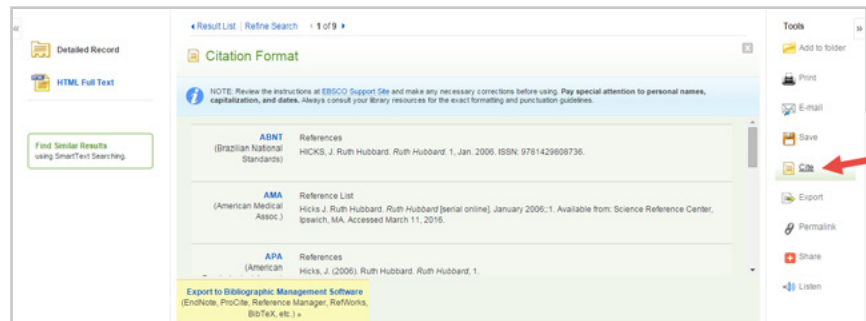 «
Detailed Record
HTML Full Text
Find Similar Results
using SmartText Searching.
Result List | Refine Search 1 of 9
Citation Format
NOTE: Review the instructions at EBSCO Support Site and make any necessary corrections before using. Pay special attention to personal names,
capitalization, and dates. Always consult your library resources for the exact formatting and punctuation guidelines.
ABNT
(Brazilian National
Standards)
References
HICKS, J. Ruth Hubbard. Ruth Hubbard. 1, Jan. 2006. ISSN: 9781429808736.
AMA
(American Medical
Assoc.)
Reference List
Hicks J. Ruth Hubbard. Ruth Hubbard [serial online]. January 2006;:1. Available from: Science Reference Center,
Ipswich, MA. Accessed March 11, 2016.
APA
(American
References
Hicks, J. (2006). Ruth Hubbard. Ruth Hubbard, 1.
Export to Bibliographic Management Software
(EndNote, ProCite, Reference Manager, RefWorks,
BibTeX, etc.) »
Tools
»
Add to folder
Print
E-mail
Save
Cite
Export
Permalink
Share
Listen